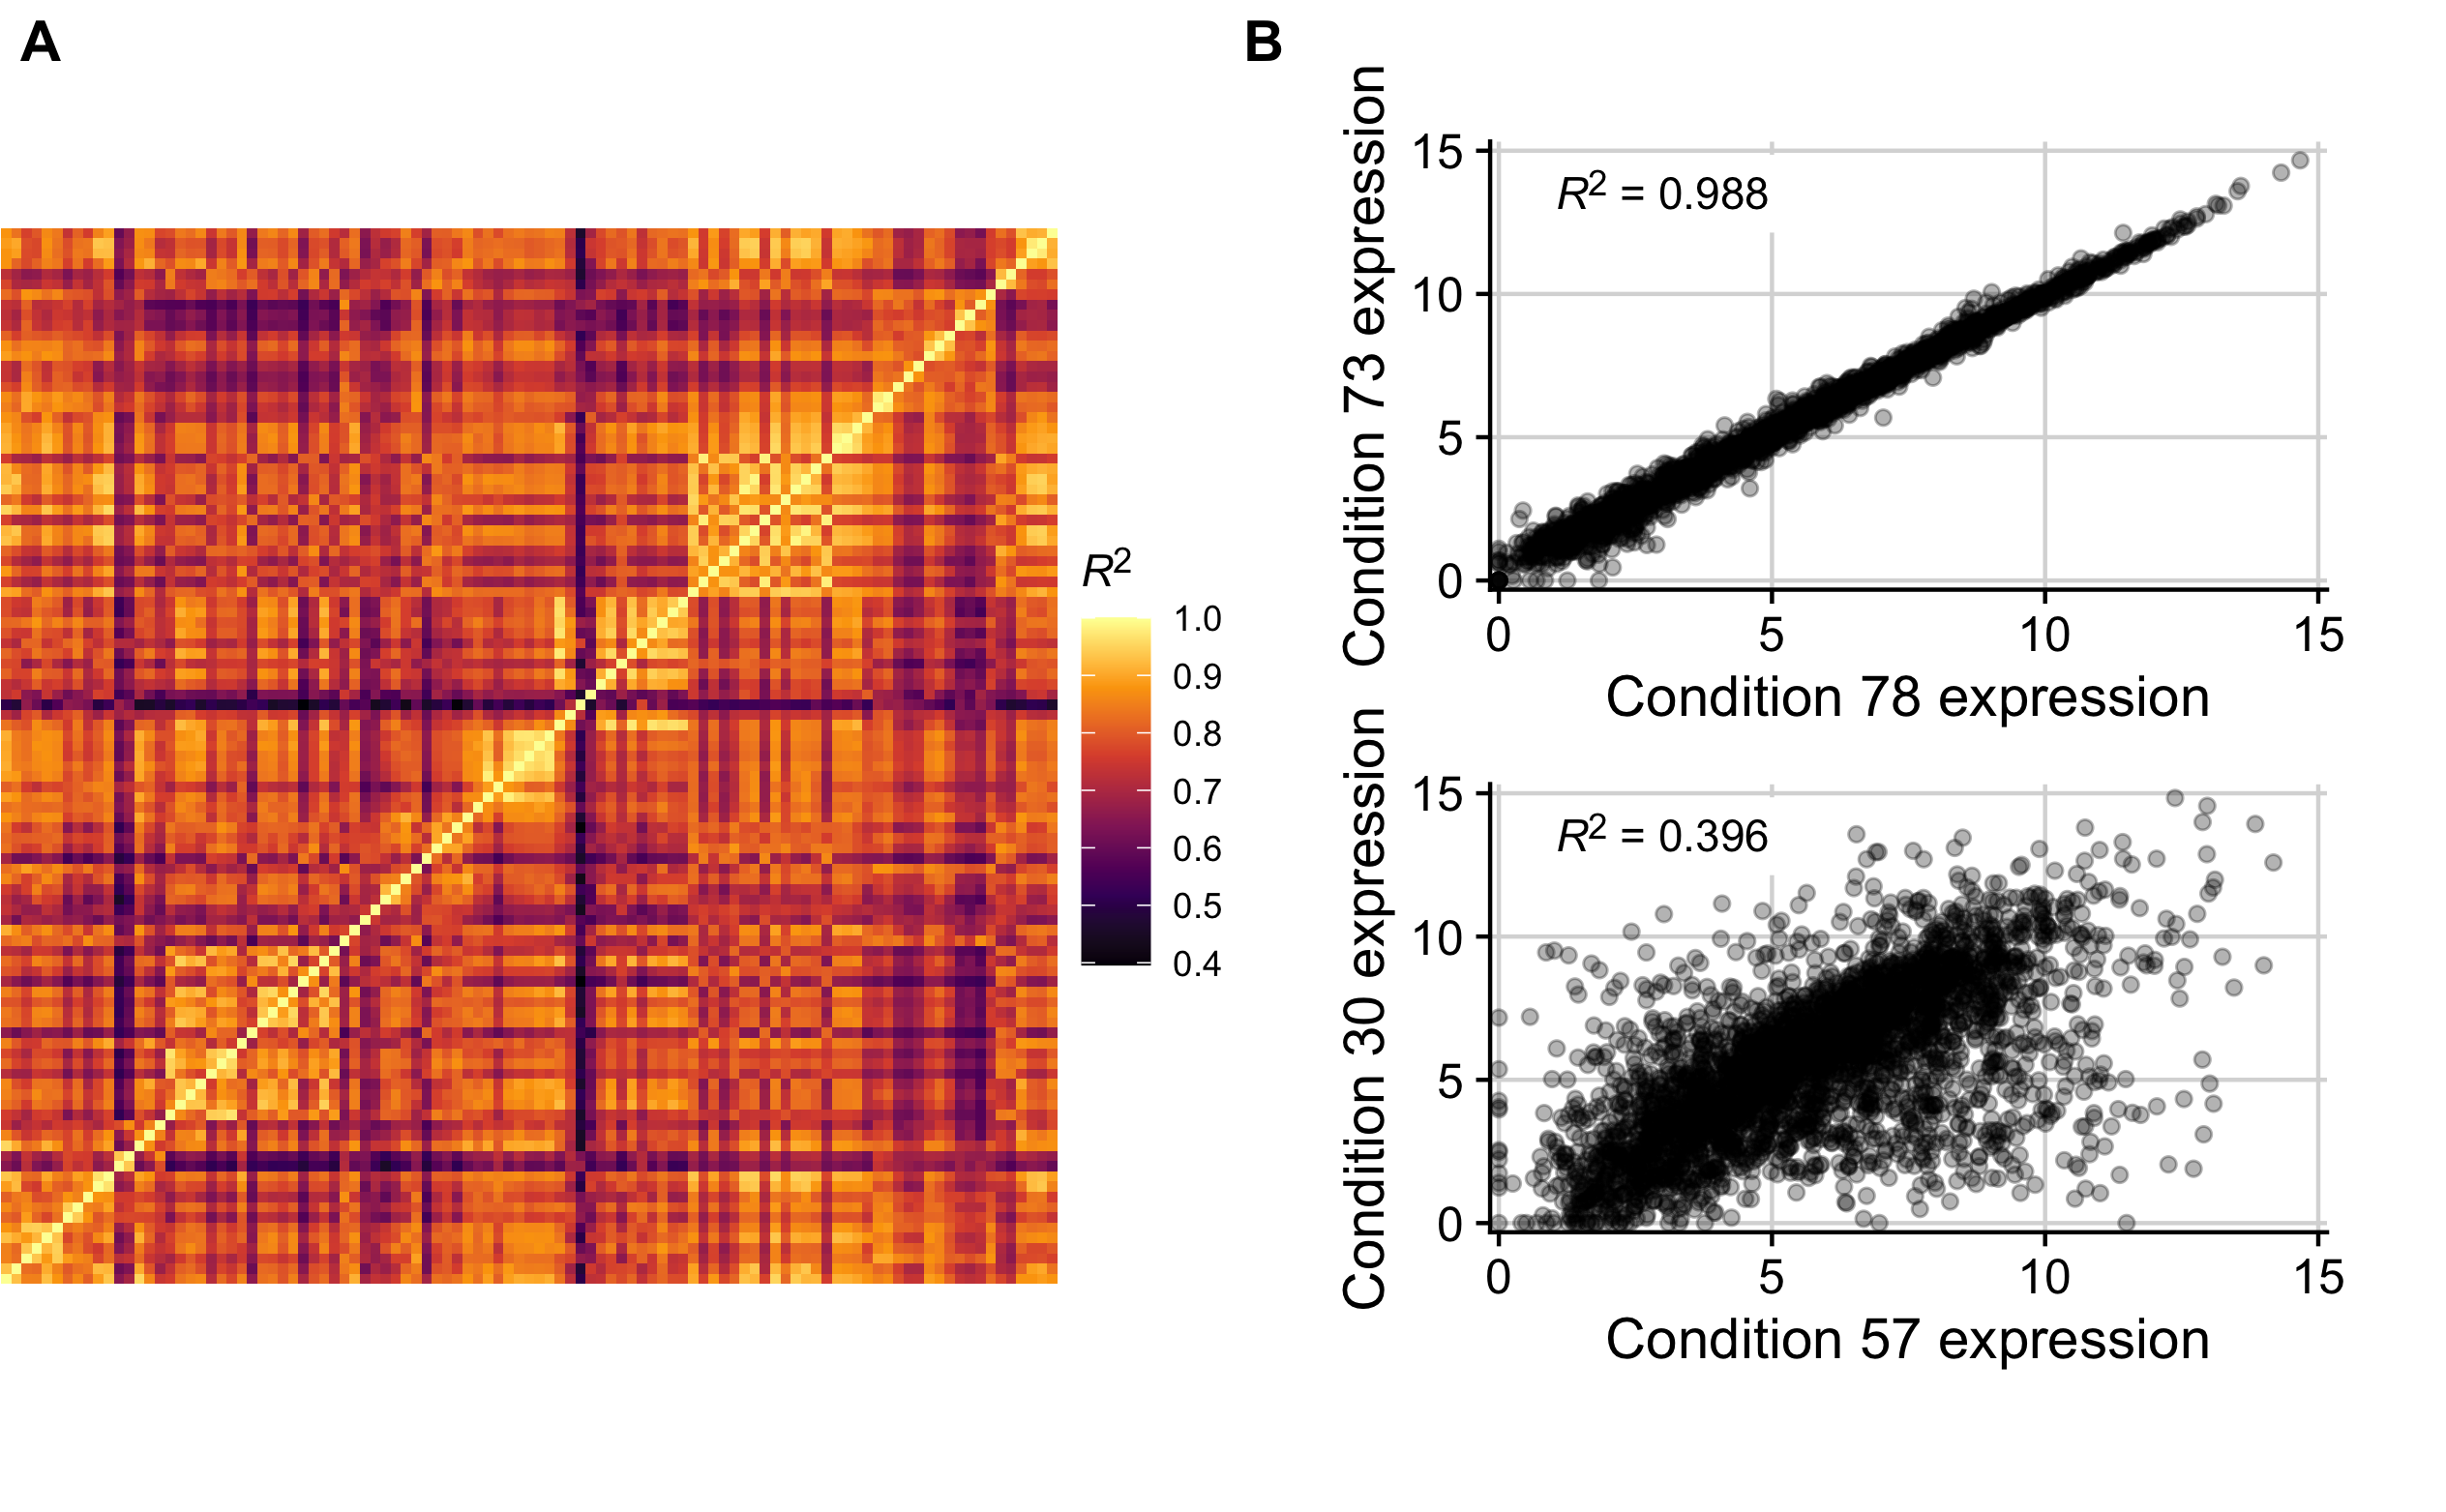 A
R2
1.0
0.9
0.8
0.7
0.6
0.5
0.4
B
Condition 73 expression
15
10
5
0
R2 = 0.988
0 5 10 15
Condition 78 expression
Condition 30 expression
15
10
5
0
R2 = 0.396
0 5 10 15
Condition 57 expression